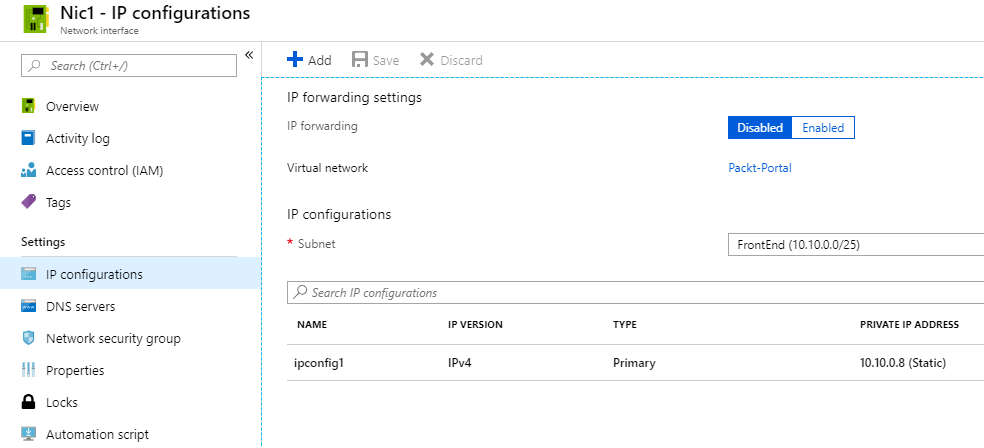 Nic1 - IP configurations
Network interface
«
Search (Ctrl+/)
Overview
Activity log
Access control (IAM)
Tags
Settings
IP configurations
DNS servers
Network security group
Properties
Locks
Automation script
Add Save Discard
IP forwarding settings
IP forwarding Disabled Enabled
Virtual network Packt-Portal
IP configurations
* Subnet FrontEnd (10.10.0.0/25)
Search IP configurations
NAME IP VERSION TYPE PRIVATE IP ADDRESS
ipconfig1 IPv4 Primary 10.10.0.8 (Static)